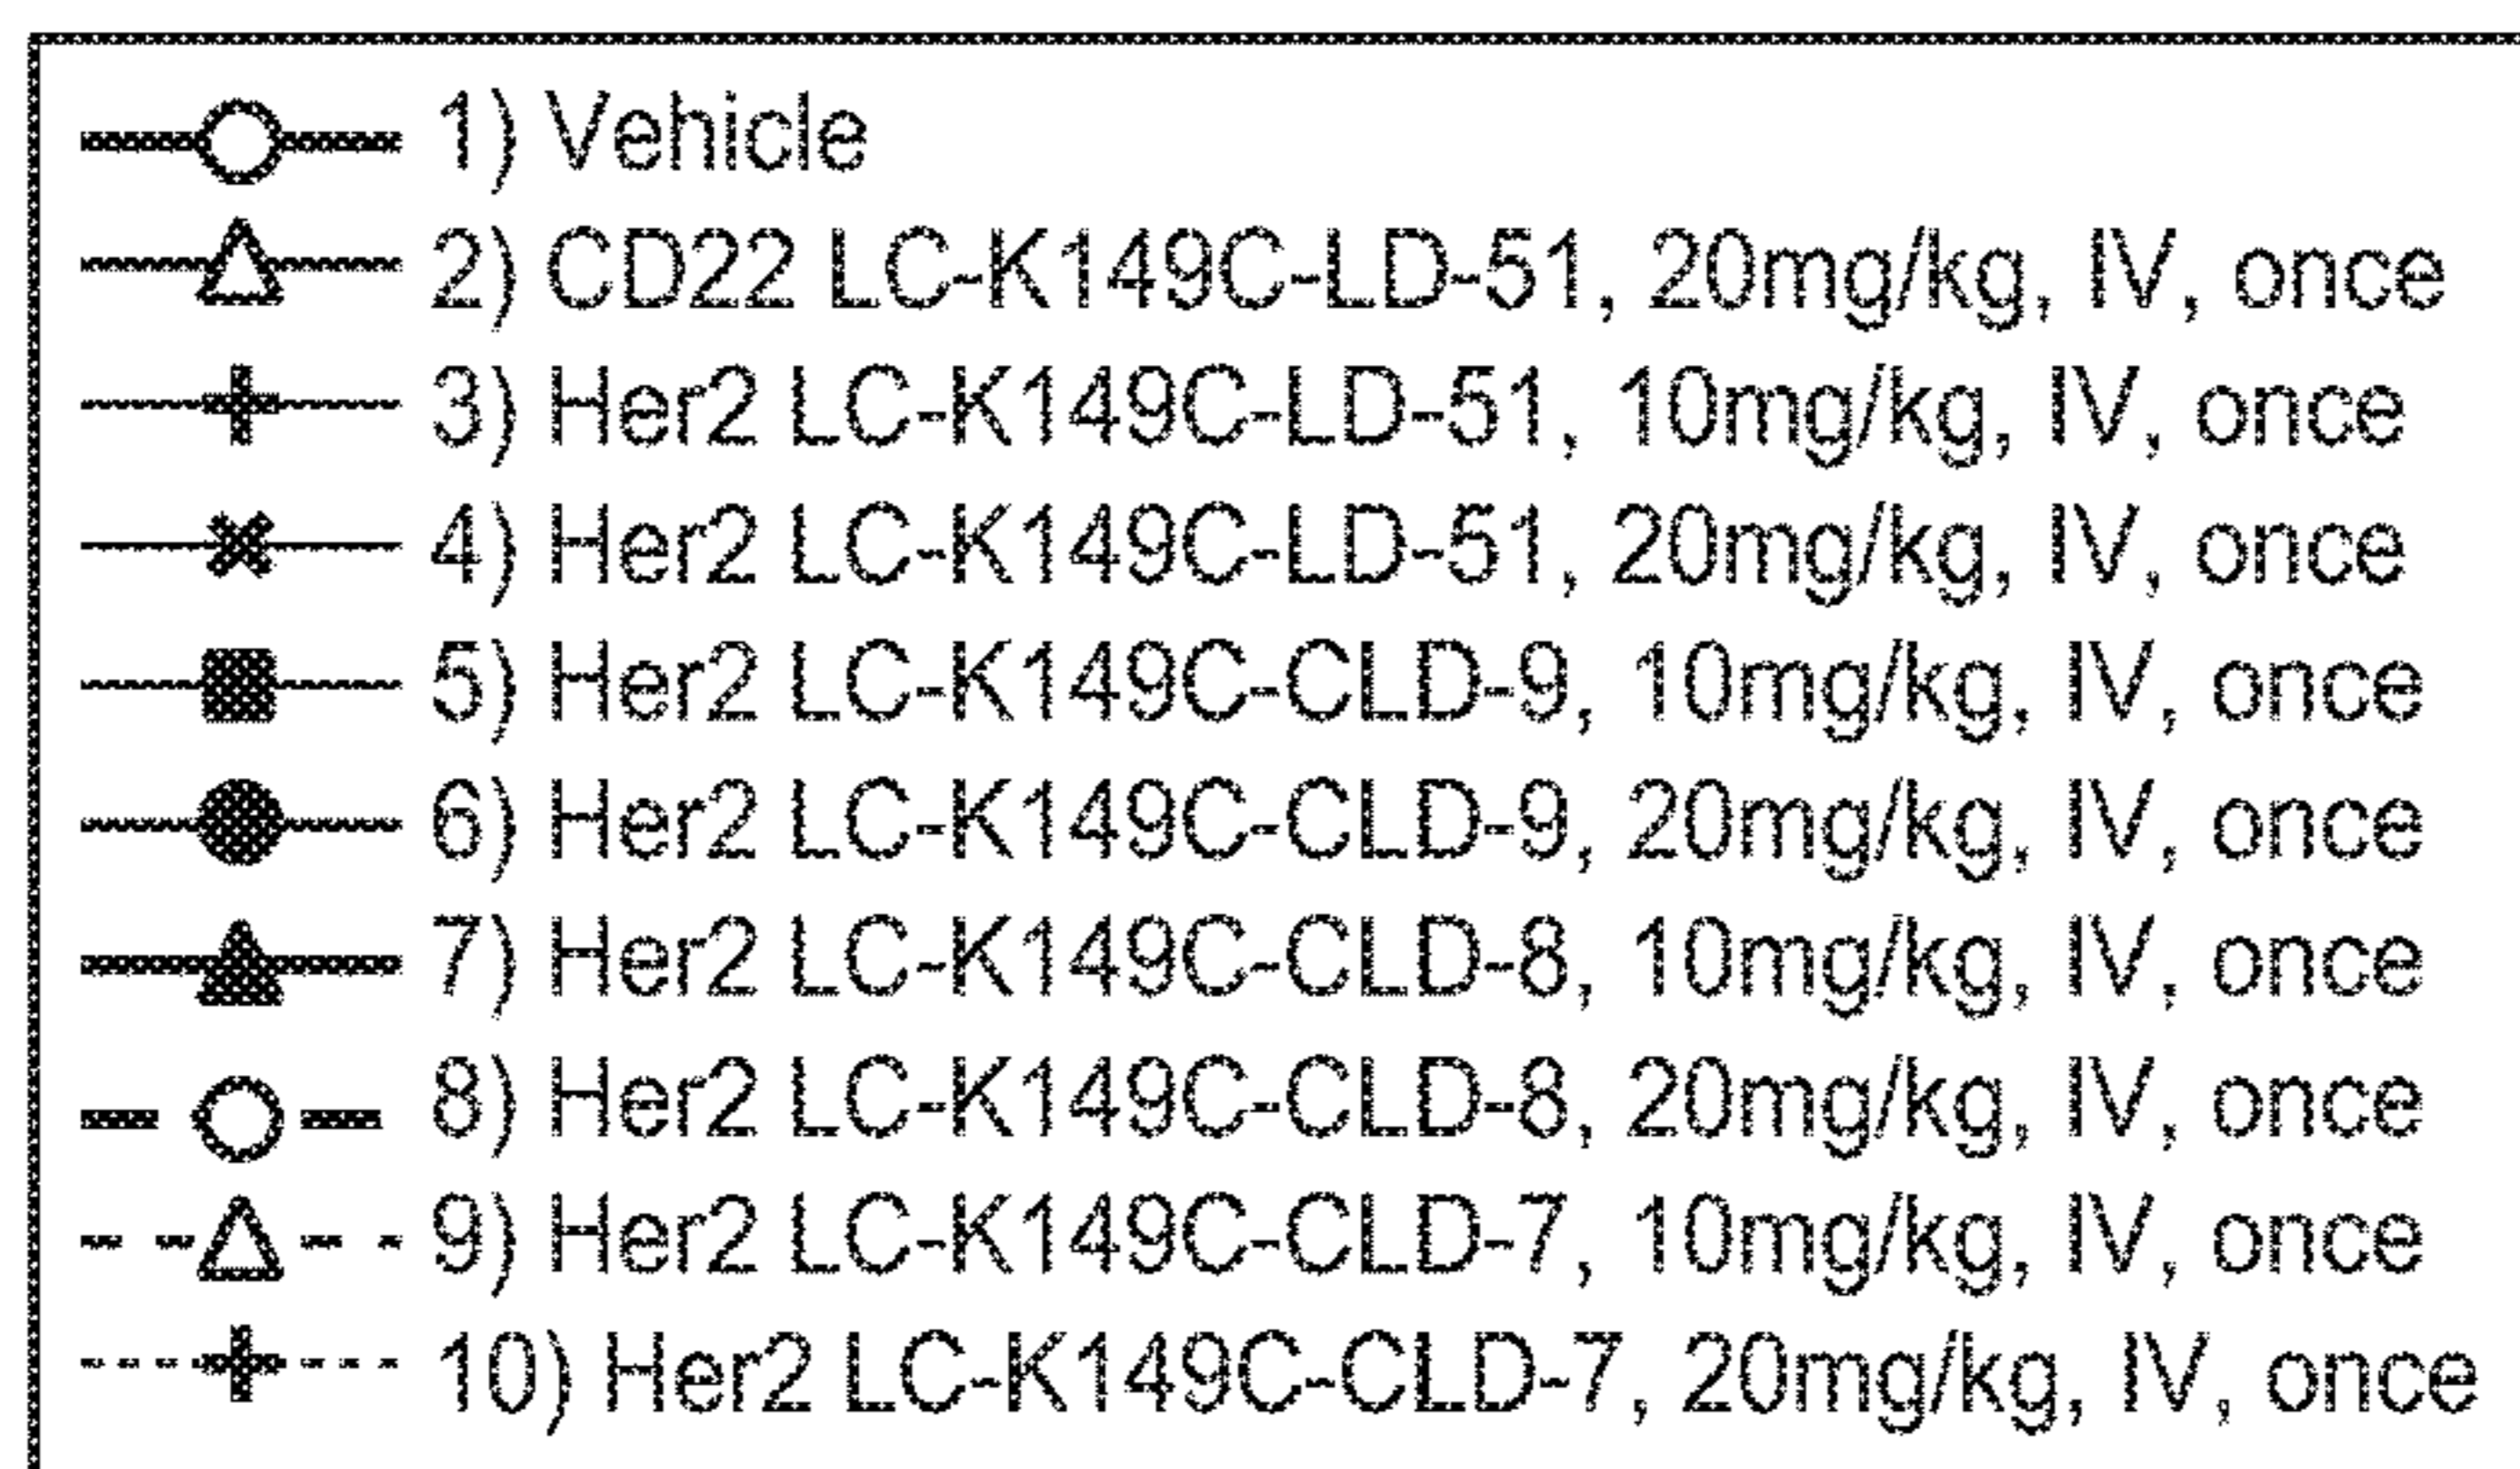 1) Vehicle
2) CD22 LC-K149C-LD-51, 20mg/kg, IV, once
3) Her2 LC-K149C-LD-51, 10mg/kg, IV, once
4) Her2 LC-K149C-LD-51, 20mg/kg, IV, once
5) Her2 LC-K149C-CLD-9, 10mg/kg, IV, once
6) Her2 LC-K149C-CLD-9, 20mg/kg, IV, once
7) Her2 LC-K149C-CLD-8, 10mg/kg, IV, once
8) Her2 LC-K149C-CLD-8, 20mg/kg, IV, once
9) Her2 LC-K149C-CLD-7, 10mg/kg, IV, once
10) Her2 LC-K149C-CLD-7, 20mg/kg, IV, once